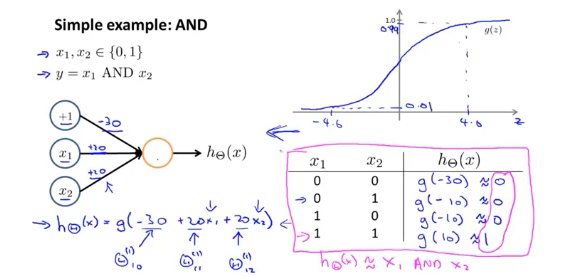 Simple example: AND
→ x₁, x₂ ∈ {0, 1}
→ y = x₁ AND x₂
1.0
0.99
g(z)
0.01
-4.6
4.6
z
+1
-30
x₁
+20
hΘ(x)
+20
x₂
→ hΘ(x) = g(-30 +20x₁ +20x₂) ←
Θ₁₀⁽¹⁾ Θ₁₁⁽¹⁾ Θ₁₂⁽¹⁾
x₁ x₂ hΘ(x)
0 0 g(-30) ≈ 0
→ 0 1 g(-10) ≈ 0
1 0 g(-10) ≈ 0
→ 1 1 g(10) ≈ 1
hΘ(x) ≈ x₁ AND x₂